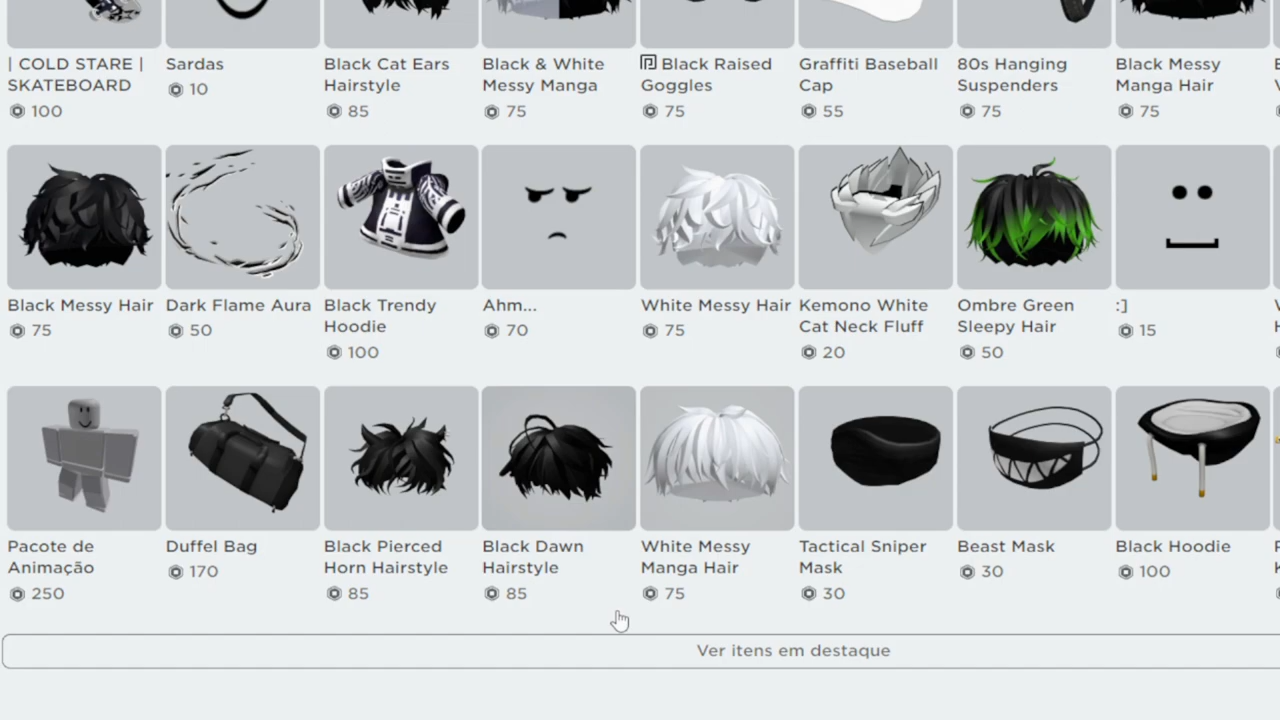 | COLD STARE |
SKATEBOARD
100
Sardas
10
Black Cat Ears
Hairstyle
85
Black & White
Messy Manga
75
Black Raised
Goggles
75
Graffiti Baseball
Cap
55
80s Hanging
Suspenders
75
Black Messy
Manga Hair
75
Black Messy Hair
75
Dark Flame Aura
50
Black Trendy
Hoodie
100
Ahm...
70
White Messy Hair
75
Kemono White
Cat Neck Fluff
20
Ombre Green
Sleepy Hair
50
:]
15
Pacote de
Animação
250
Duffel Bag
170
Black Pierced
Horn Hairstyle
85
Black Dawn
Hairstyle
85
White Messy
Manga Hair
75
Tactical Sniper
Mask
30
Beast Mask
30
Black Hoodie
100
Ver itens em destaque